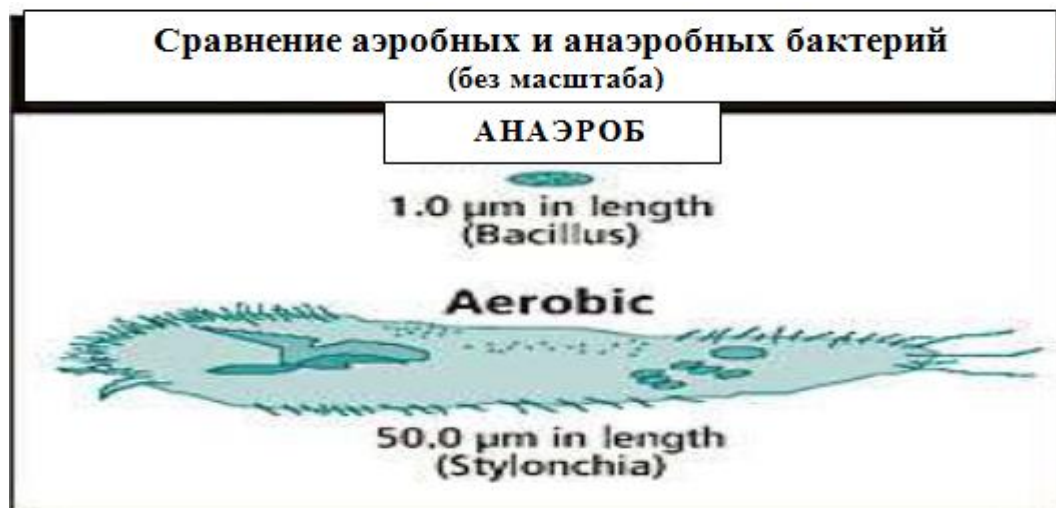 Сравнение аэробных и анаэробных бактерий
(без масштаба)
АНАЭРОБ
1.0 µm in length
(Bacillus)
Aerobic
50.0 µm in length
(Stylonchia)